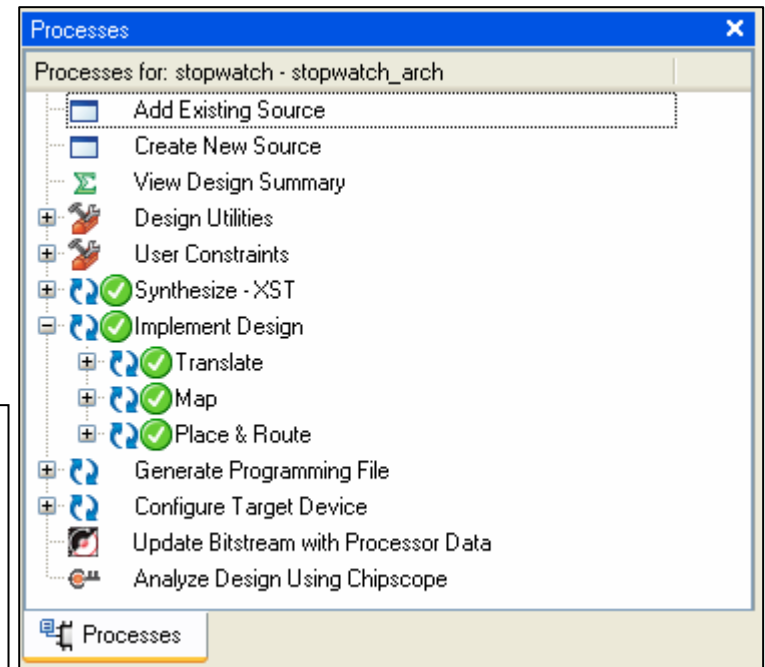 Processes
Processes for: stopwatch - stopwatch_arch
Add Existing Source
Create New Source
View Design Summary
Design Utilities
User Constraints
Synthesize - XST
Implement Design
Translate
Map
Place & Route
Generate Programming File
Configure Target Device
Update Bitstream with Processor Data
Analyze Design Using Chipscope
Processes